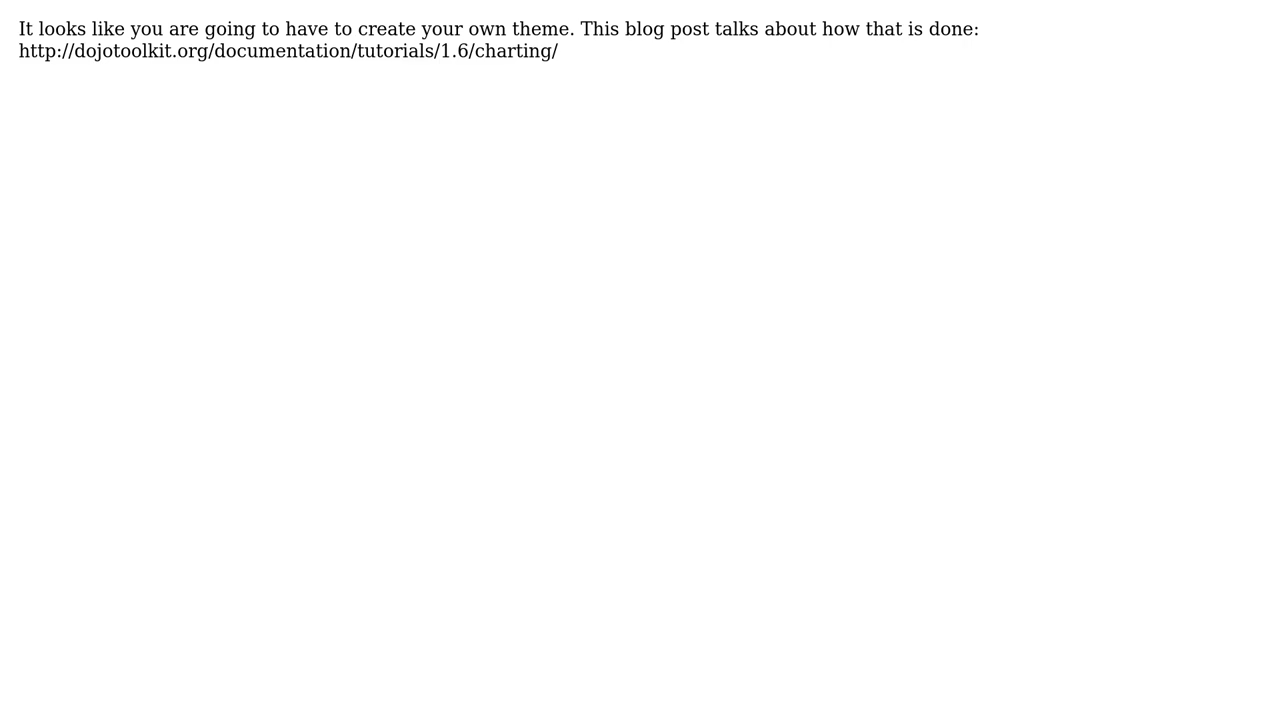 It looks like you are going to have to create your own theme. This blog post talks about how that is done:
http://dojotoolkit.org/documentation/tutorials/1.6/charting/